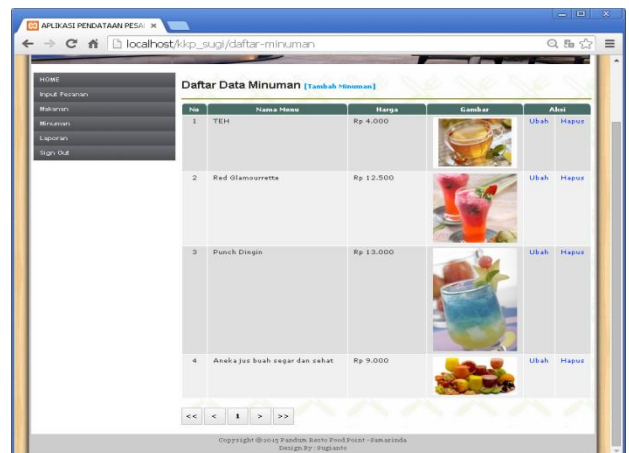 APLIKASI PENDATAAN PESA
localhost/kkp_sugi/daftar-minuman
HOME
Input Pesanan
Makanan
Minuman
Laporan
Sign Out
Daftar Data Minuman [Tambah Minuman]
No Nama Menu Harga Gambar Aksi
1 TEH Rp 4.000 Ubah Hapus
2 Red Glamourrette Rp 12.500 Ubah Hapus
3 Punch Dingin Rp 13.000 Ubah Hapus
4 Aneka jus buah segar dan sehat Rp 9.000 Ubah Hapus
<< < 1 > >>
Copyright @2015 Pandum Resto Food Point - Samarinda
Design By : Sugianto